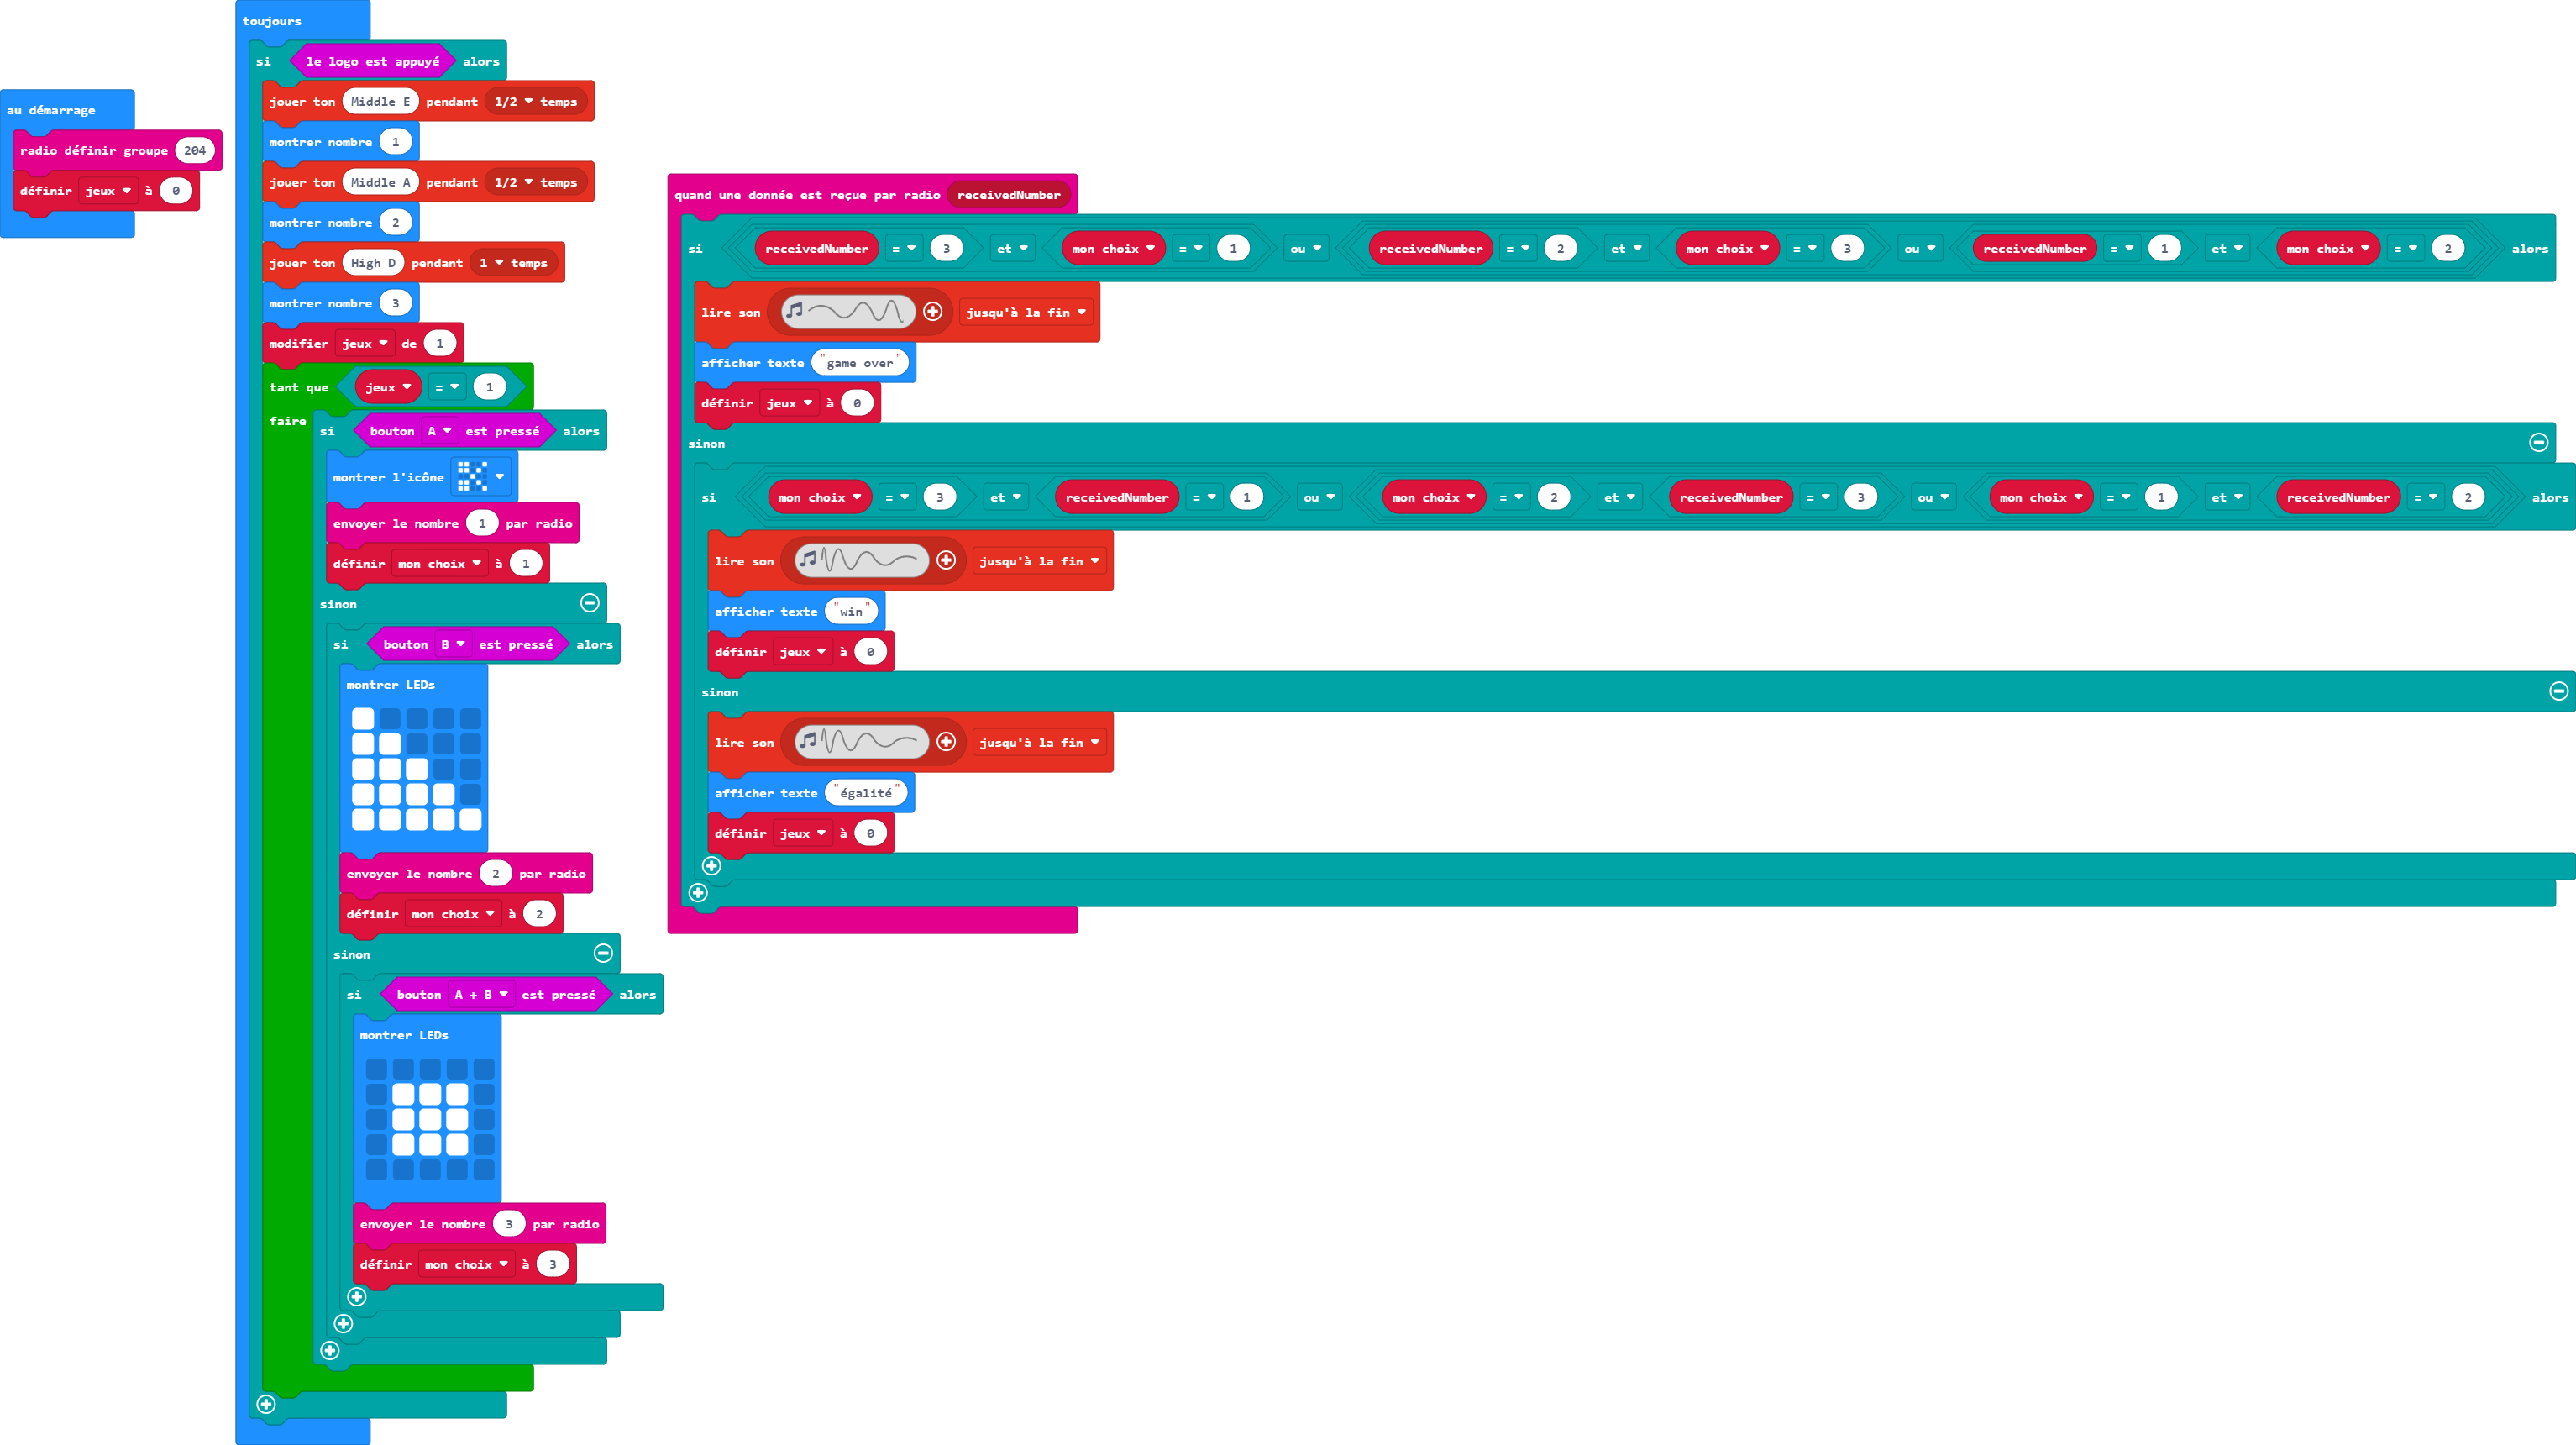 au démarrage
radio définir groupe 204
définir jeux à 0
toujours
si le logo est appuyé alors
jouer ton Middle E pendant 1/2 temps
montrer nombre 1
jouer ton Middle A pendant 1/2 temps
montrer nombre 2
jouer ton High D pendant 1 temps
montrer nombre 3
modifier jeux de 1
tant que jeux = 1
faire si bouton A est pressé alors
montrer l'icône
envoyer le nombre 1 par radio
définir mon choix à 1
sinon
si bouton B est pressé alors
montrer LEDs
envoyer le nombre 2 par radio
définir mon choix à 2
sinon
si bouton A + B est pressé alors
montrer LEDs
envoyer le nombre 3 par radio
définir mon choix à 3
quand une donnée est reçue par radio receivedNumber
si receivedNumber = 3 et mon choix = 1 ou receivedNumber = 2 et mon choix = 3 ou receivedNumber = 1 et mon choix = 2 alors
lire son jusqu'à la fin
afficher texte "game over"
définir jeux à 0
sinon
si mon choix = 3 et receivedNumber = 1 ou mon choix = 2 et receivedNumber = 3 ou mon choix = 1 et receivedNumber = 2 alors
lire son jusqu'à la fin
afficher texte "win"
définir jeux à 0
sinon
lire son jusqu'à la fin
afficher texte "égalité"
définir jeux à 0